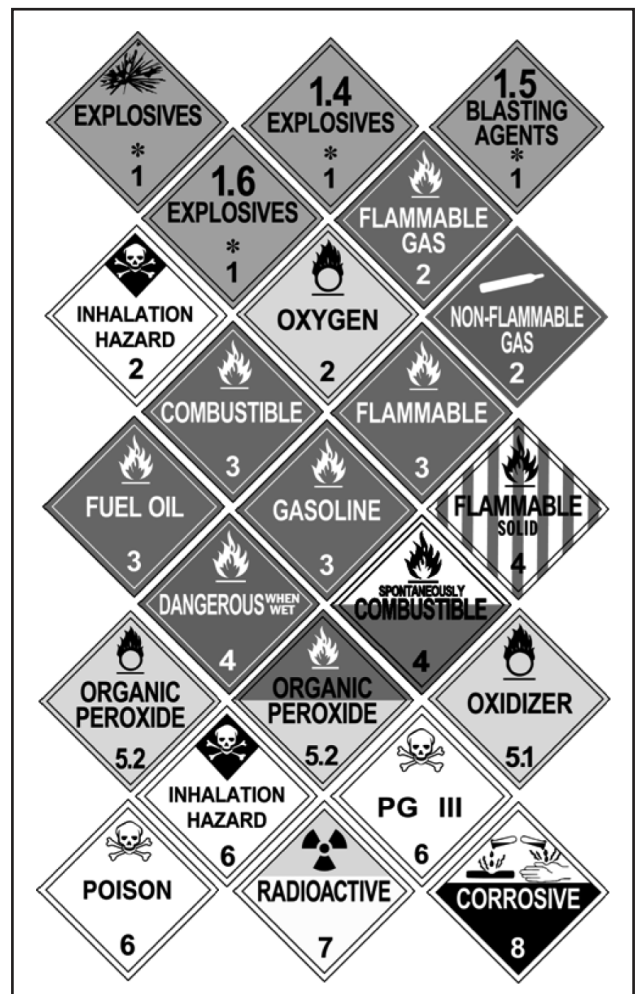 EXPLOSIVES
*
1
1.4
EXPLOSIVES
*
1
1.5
BLASTING
AGENTS
*
1
1.6
EXPLOSIVES
*
1
FLAMMABLE
GAS
2
INHALATION
HAZARD
2
OXYGEN
2
NON-FLAMMABLE
GAS
2
COMBUSTIBLE
3
FLAMMABLE
3
FUEL OIL
3
GASOLINE
3
FLAMMABLE
SOLID
4
DANGEROUS WHEN
WET
4
SPONTANEOUSLY
COMBUSTIBLE
4
ORGANIC
PEROXIDE
5.2
ORGANIC
PEROXIDE
5.2
OXIDIZER
5.1
INHALATION
HAZARD
6
PG III
6
POISON
6
RADIOACTIVE
7
CORROSIVE
8